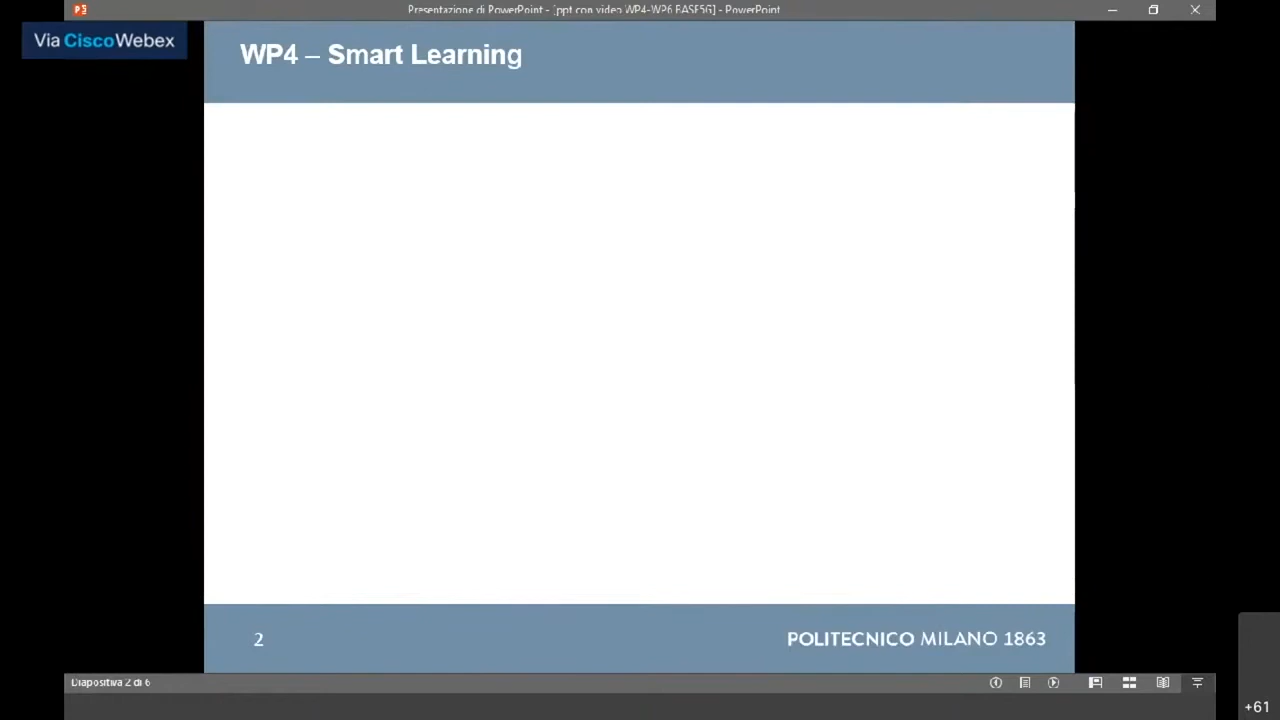 Presentazione di PowerPoint - [ppt con video WP4-WP6 BASE5G] - PowerPoint
Via CiscoWebex
WP4 – Smart Learning
2
POLITECNICO MILANO 1863
Diapositiva 2 di 6
+61